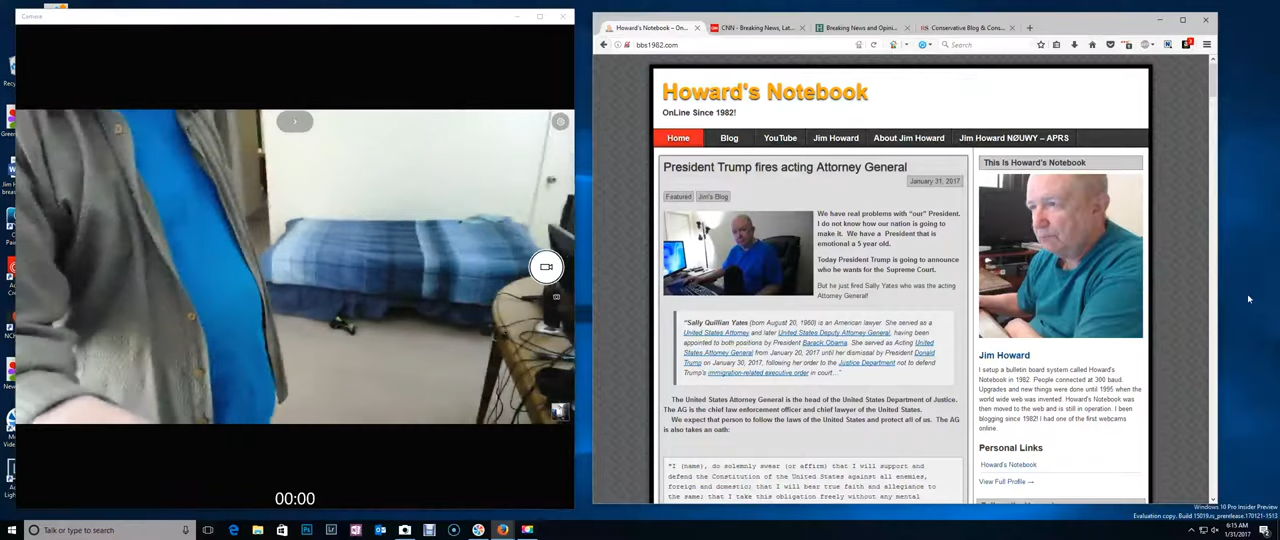 Camera
00:00
Howard's Notebook – On...
CNN - Breaking News, Lat...
Breaking News and Opini...
Conservative Blog & Cons...
bbs1982.com
Search
Howard's Notebook
OnLine Since 1982!
Home
Blog
YouTube
Jim Howard
About Jim Howard
Jim Howard NØUWY – APRS
President Trump fires acting Attorney General
January 31, 2017
Featured
Jim's Blog
We have real problems with "our" President.
I do not know how our nation is going to
make it. We have a President that is
emotional a 5 year old.
Today President Trump is going to announce
who he wants for the Supreme Court.
But he just fired Sally Yates who was the acting
Attorney General!
"Sally Quillian Yates (born August 20, 1960) is an American lawyer. She served as a
United States Attorney and later United States Deputy Attorney General, having been
appointed to both positions by President Barack Obama. She served as Acting United
States Attorney General from January 20, 2017 until her dismissal by President Donald
Trump on January 30, 2017, following her order to the Justice Department not to defend
Trump's immigration-related executive order in court..."
The United States Attorney General is the head of the United States Department of Justice.
The AG is the chief law enforcement officer and chief lawyer of the United States.
We expect that person to follow the laws of the United States and protect all of us. The AG
is also takes an oath:
"I (name), do solemnly swear (or affirm) that I will support and
defend the Constitution of the United States against all enemies,
foreign and domestic; that I will bear true faith and allegiance to
the same; that I take this obligation freely without any mental
This Is Howard's Notebook
Jim Howard
I setup a bulletin board system called Howard's
Notebook in 1982. People connected at 300 baud.
Upgrades and new things were done until 1995 when the
world wide web was invented. Howard's Notebook was
then moved to the web and is still in operation. I been
blogging since 1982! I had one of the first webcams
online.
Personal Links
Howard's Notebook
View Full Profile →
Windows 10 Pro Insider Preview
Evaluation copy. Build 15019.rs_prerelease.170121-1513
Talk or type to search
6:15 AM
1/31/2017